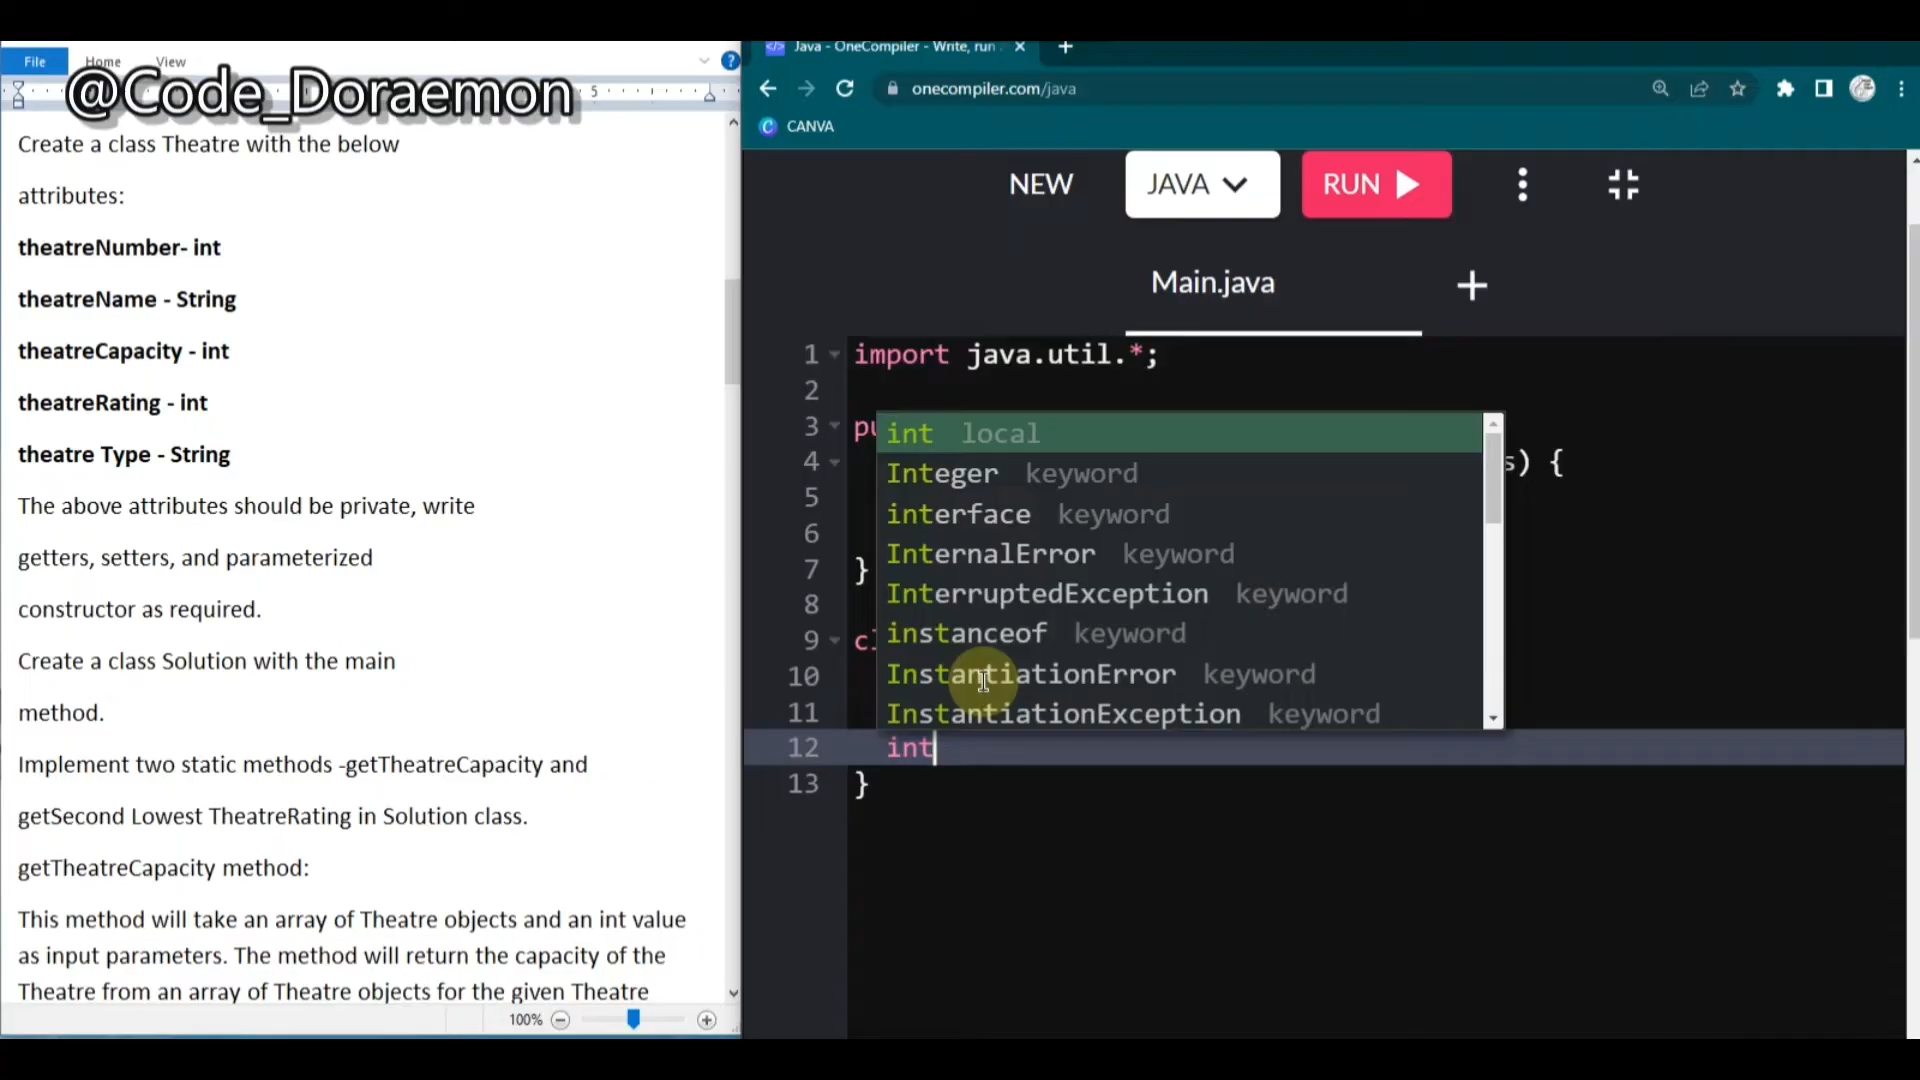 File Home View
@Code_Doraemon
5
Create a class Theatre with the below
attributes:
theatreNumber- int
theatreName - String
theatreCapacity - int
theatreRating - int
theatre Type - String
The above attributes should be private, write
getters, setters, and parameterized
constructor as required.
Create a class Solution with the main
method.
Implement two static methods -getTheatreCapacity and
getSecond Lowest TheatreRating in Solution class.
getTheatreCapacity method:
This method will take an array of Theatre objects and an int value
as input parameters. The method will return the capacity of the
Theatre from an array of Theatre objects for the given Theatre
100%
Java - OneCompiler - Write, run
onecompiler.com/java
CANVA
NEW JAVA RUN
Main.java
1 import java.util.*;
2
3 pu
4 s) {
5
6
7 }
8
9 cl
10
11
12 int
13 }
int local
Integer keyword
interface keyword
InternalError keyword
InterruptedException keyword
instanceof keyword
InstantiationError keyword
InstantiationException keyword